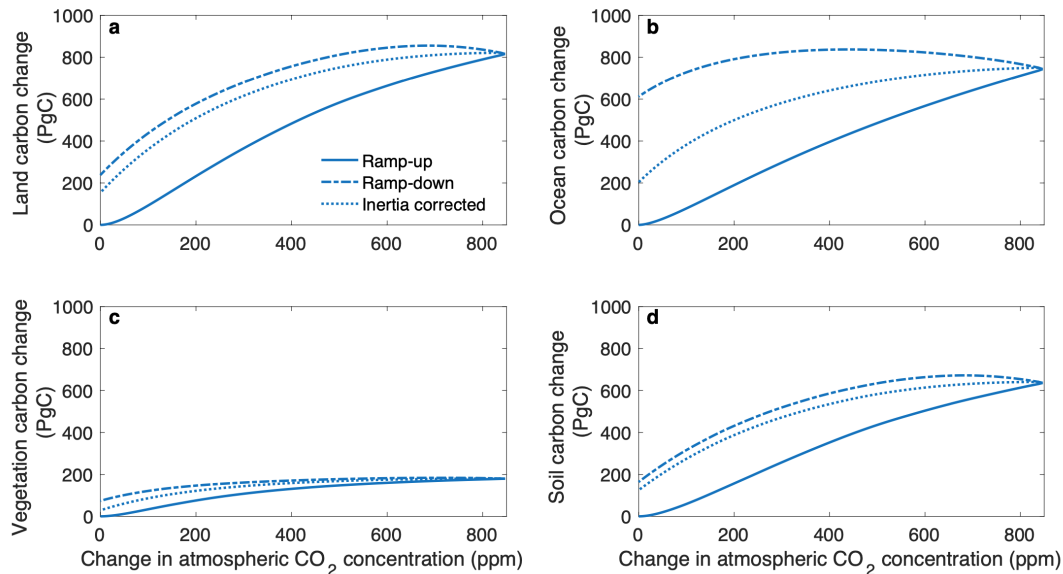 a
Land carbon change
(PgC)
1000
800
600
400
200
0
0 200 400 600 800
Ramp-up
Ramp-down
Inertia corrected
b
Ocean carbon change
(PgC)
1000
800
600
400
200
0
0 200 400 600 800
c
Vegetation carbon change
(PgC)
1000
800
600
400
200
0
0 200 400 600 800
Change in atmospheric CO2 concentration (ppm)
d
Soil carbon change
(PgC)
1000
800
600
400
200
0
0 200 400 600 800
Change in atmospheric CO2 concentration (ppm)